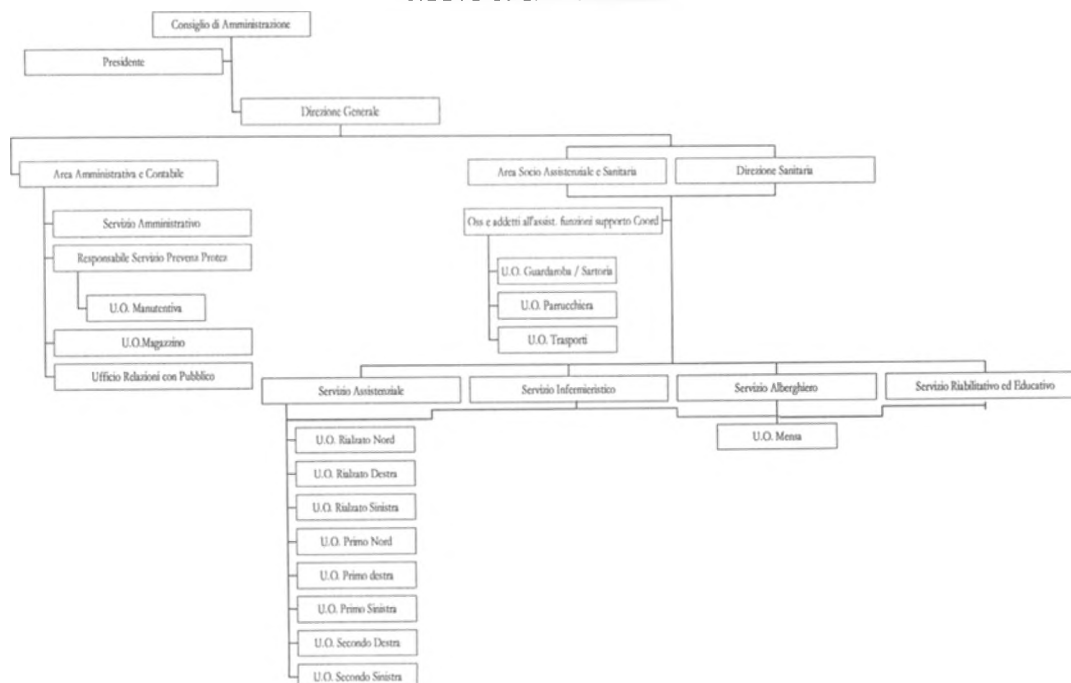 Consiglio di Amministrazione
Presidente
Direzione Generale
Area Amministrativa e Contabile
Area Socio Assistenziale e Sanitaria
Direzione Sanitaria
Servizio Amministrativo
Oss e addetti all'assist. funzioni supporto Coord
Responsabile Servizio Prevenz Protez
U.O. Guardaroba / Sartoria
U.O. Manutentiva
U.O. Parrucchiera
U.O.Magazzino
U.O. Trasporti
Ufficio Relazioni con Pubblico
Servizio Assistenziale
Servizio Infermieristico
Servizio Alberghiero
Servizio Riabilitativo ed Educativo
U.O. Rialzato Nord
U.O. Mensa
U.O. Rialzato Destra
U.O. Rialzato Sinistra
U.O. Primo Nord
U.O. Primo destra
U.O. Primo Sinistra
U.O. Secondo Destra
U.O. Secondo Sinistra